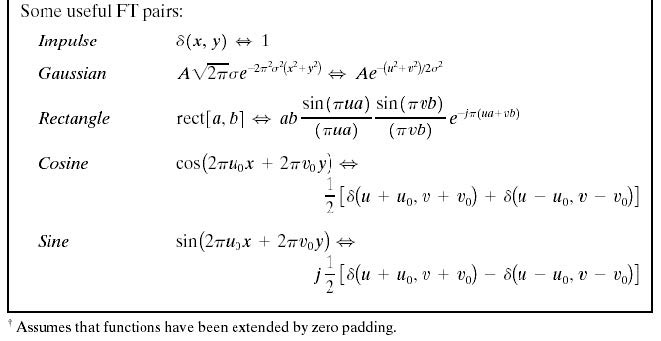 Some useful FT pairs:
Impulse δ(x, y) ⇔ 1
Gaussian A√2πσe^−2π²σ²(x²+y²) ⇔ Ae^−(u²+v²)/2σ²
Rectangle rect[a, b] ⇔ ab sin(πua)/(πua) sin(πvb)/(πvb) e^−jπ(ua+vb)
Cosine cos(2πu₀x + 2πv₀y) ⇔
1/2 [δ(u + u₀, v + v₀) + δ(u − u₀, v − v₀)]
Sine sin(2πu₀x + 2πv₀y) ⇔
j 1/2 [δ(u + u₀, v + v₀) − δ(u − u₀, v − v₀)]
† Assumes that functions have been extended by zero padding.